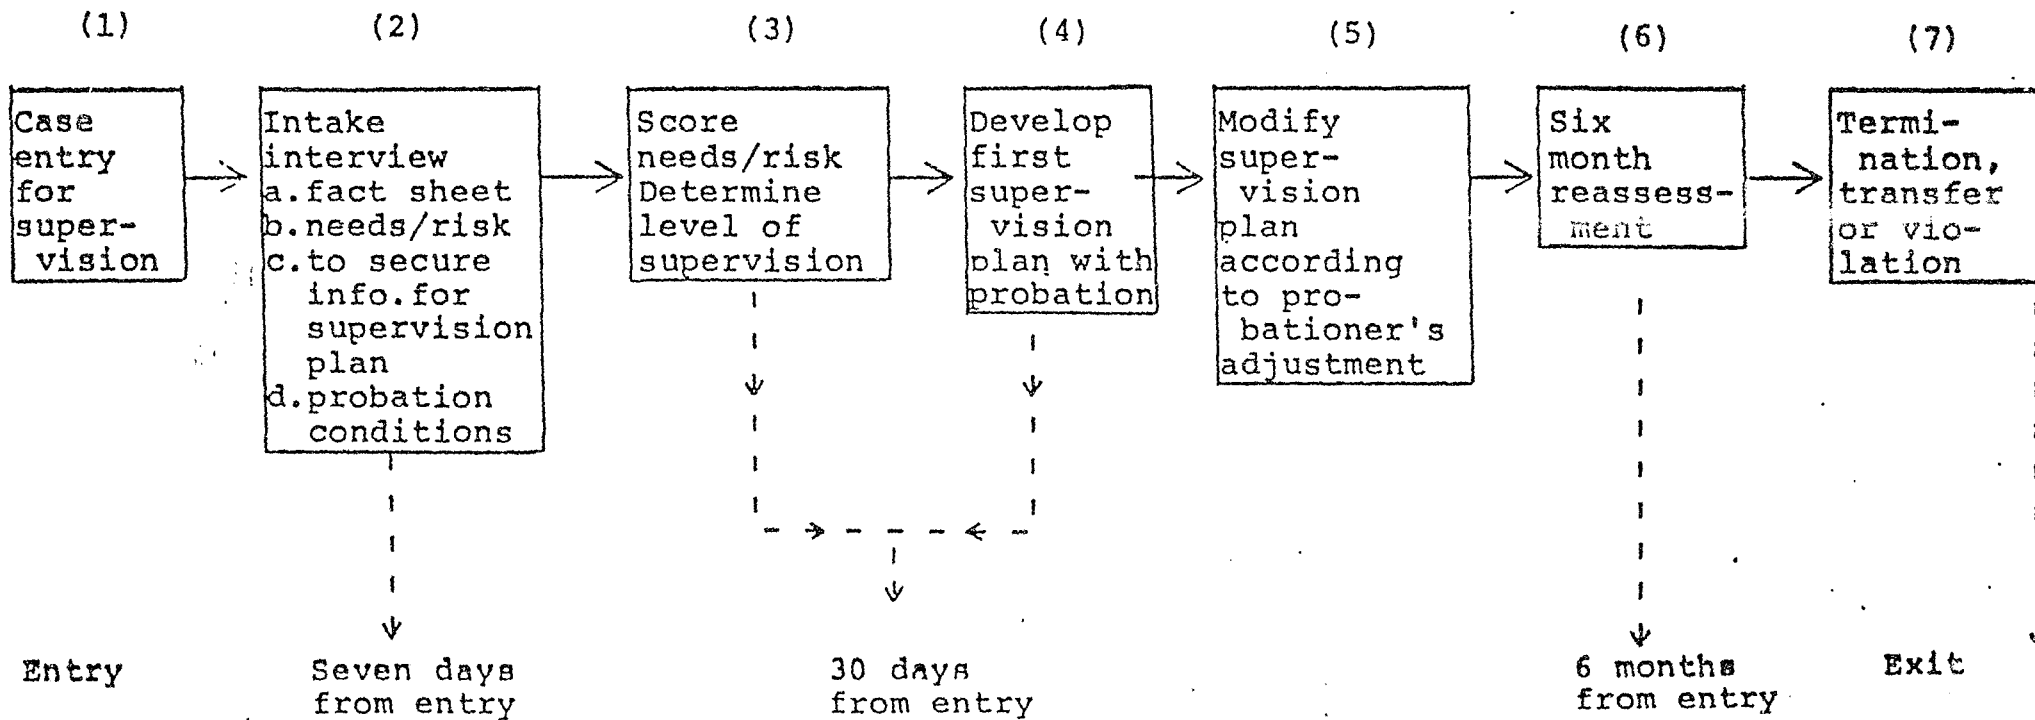 (1)
(2)
(3)
(4)
(5)
(6)
(7)
Case
entry
for
super-
vision
Intake
interview
a.fact sheet
b.needs/risk
c.to secure
info.for
supervision
plan
d.probation
conditions
Score
needs/risk
Determine
level of
supervision
Develop
first
super-
vision
plan with
probation
Modify
super-
vision
plan
according
to pro-
bationer's
adjustment
Six
month
reassess-
ment
Termi-
nation,
transfer
or vio-
lation
Entry
Seven days
from entry
30 days
from entry
6 months
from entry
Exit